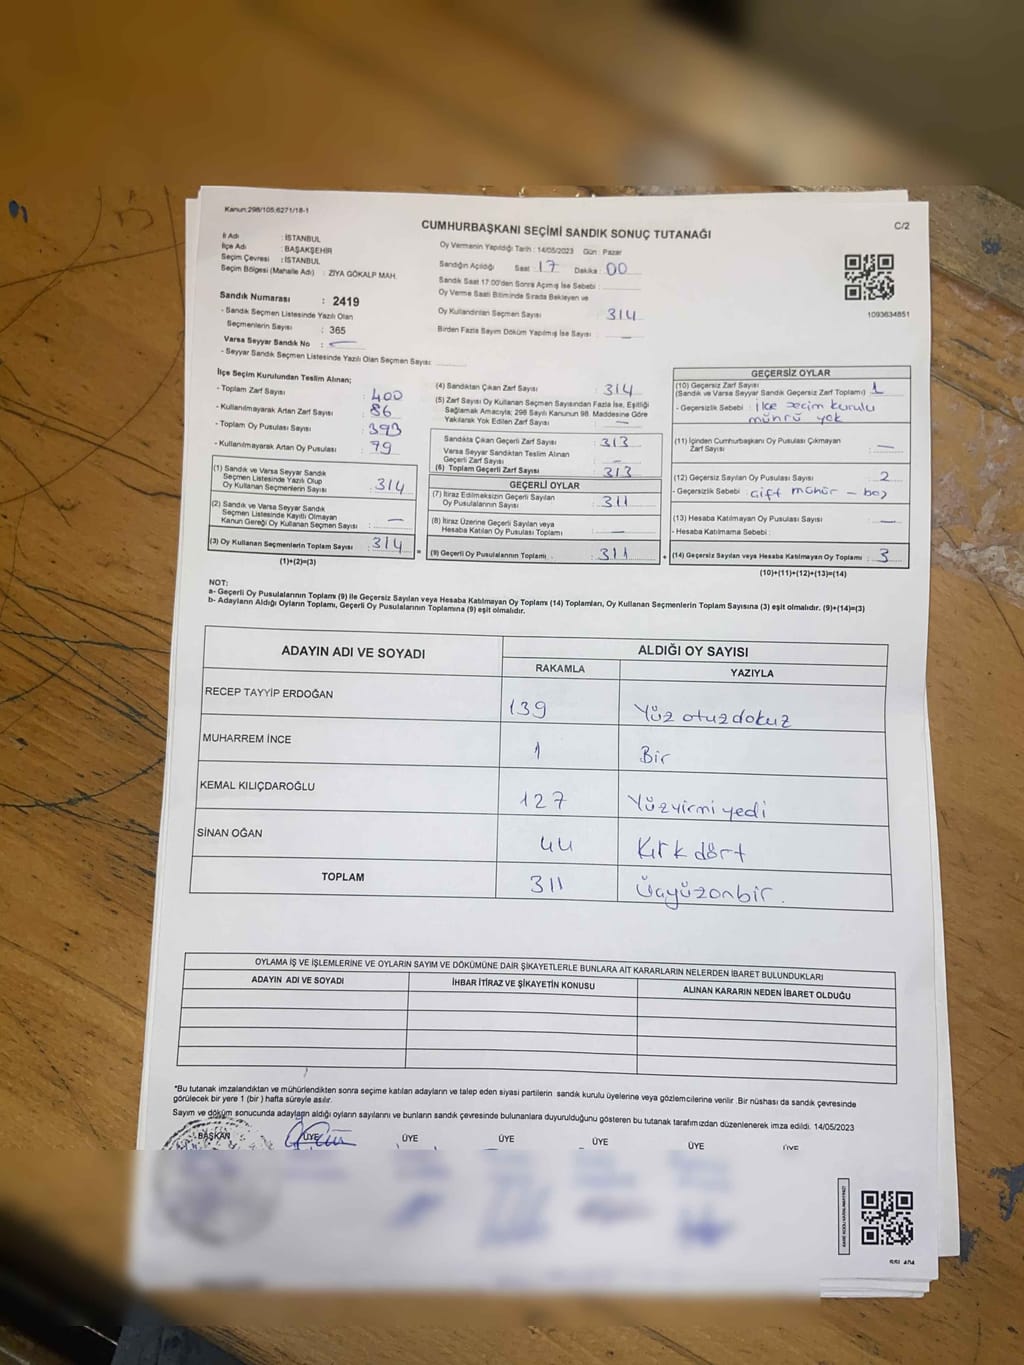 Kanun:298/105;6271/18-1
C/2
CUMHURBAŞKANI SEÇİMİ SANDIK SONUÇ TUTANAĞI
İl Adı : İSTANBUL
İlçe Adı : BAŞAKŞEHİR
Seçim Çevresi : İSTANBUL
Seçim Bölgesi (Mahalle Adı) : ZİYA GÖKALP MAH.
Sandık Numarası : 2419
- Sandık Seçmen Listesinde Yazılı Olan
Seçmenlerin Sayısı : 365
Varsa Seyyar Sandık No : -
- Seyyar Sandık Seçmen Listesinde Yazılı Olan Seçmen Sayısı:
Oy Vermenin Yapıldığı Tarih : 14/05/2023 Gün : Pazar
Sandığın Açıldığı Saat 17 Dakika : 00
Sandık Saat 17:00'den Sonra Açımış İse Sebebi :
Oy Verme Saati Bitiminde Sırada Bekleyen ve
Oy Kullandırılan Seçmen Sayısı : 314
Birden Fazla Sayım Döküm Yapılmış İse Sayısı : -
1093634851
İlçe Seçim Kurulundan Teslim Alınan;
- Toplam Zarf Sayısı : 400
- Kullanılmayarak Artan Zarf Sayısı : 86
- Toplam Oy Pusulası Sayısı : 393
- Kullanılmayarak Artan Oy Pusulası : 79
(1) Sandık ve Varsa Seyyar Sandık
Seçmen Listesinde Yazılı Olup
Oy Kullanan Seçmenlerin Sayısı : 314
(2) Sandık ve Varsa Seyyar Sandık
Seçmen Listesinde Kayıtlı Olmayan
Kanun Gereği Oy Kullanan Seçmen Sayısı : -
(3) Oy Kullanan Seçmenlerin Toplam Sayısı : 314
(1)+(2)=(3)
(4) Sandıktan Çıkan Zarf Sayısı : 314
(5) Zarf Sayısı Oy Kullanan Seçmen Sayısından Fazla İse, Eşitliği
Sağlamak Amacıyla; 298 Sayılı Kanunun 98. Maddesine Göre
Yakılarak Yok Edilen Zarf Sayısı : -
Sandıkta Çıkan Geçerli Zarf Sayısı : 313
Varsa Seyyar Sandıktan Teslim Alınan
Geçerli Zarf Sayısı : -
(6) Toplam Geçerli Zarf Sayısı : 313
GEÇERLİ OYLAR
(7) İtiraz Edilmeksizin Geçerli Sayılan
Oy Pusulalarının Sayısı : 311
(8) İtiraz Üzerine Geçerli Sayılan veya
Hesaba Katılan Oy Pusulası Toplamı : -
(9) Geçerli Oy Pusulalarının Toplamı : 311
GEÇERSİZ OYLAR
(10) Geçersiz Zarf Sayısı
(Sandık ve Varsa Seyyar Sandık Geçersiz Zarf Toplamı) : 1
- Geçersizlik Sebebi : ilçe seçim kurulu
mührü yok
(11) İçinden Cumhurbaşkanı Oy Pusulası Çıkmayan
Zarf Sayısı : -
(12) Geçersiz Sayılan Oy Pusulası Sayısı : 2
- Geçersizlik Sebebi : çift mühür - boş
(13) Hesaba Katılmayan Oy Pusulası Sayısı : -
- Hesaba Katılmama Sebebi :
(14) Geçersiz Sayılan veya Hesaba Katılmayan Oy Toplamı : 3
(10)+(11)+(12)+(13)=(14)
NOT:
a- Geçerli Oy Pusulalarının Toplamı (9) ile Geçersiz Sayılan veya Hesaba Katılmayan Oy Toplamı (14) Toplamları, Oy Kullanan Seçmenlerin Toplam Sayısına (3) eşit olmalıdır. (9)+(14)=(3)
b- Adayların Aldığı Oyların Toplamı, Geçerli Oy Pusulalarının Toplamına (9) eşit olmalıdır.
ADAYIN ADI VE SOYADI ALDIĞI OY SAYISI
RAKAMLA YAZIYLA
RECEP TAYYİP ERDOĞAN 139 Yüz otuz dokuz
MUHARREM İNCE 1 Bir
KEMAL KILIÇDAROĞLU 127 Yüzyirmi yedi
SİNAN OĞAN 44 Kırk dört
TOPLAM 311 Üçyüzonbir.
OYLAMA İŞ VE İŞLEMLERİNE VE OYLARIN SAYIM VE DÖKÜMÜNE DAİR ŞİKAYETLERLE BUNLARA AİT KARARLARIN NELERDEN İBARET BULUNDUKLARI
ADAYIN ADI VE SOYADI İHBAR İTİRAZ VE ŞİKAYETİN KONUSU ALINAN KARARIN NEDEN İBARET OLDUĞU
*Bu tutanak imzalandıktan ve mühürlendikten sonra seçime katılan adayların ve talep eden siyasi partilerin sandık kurulu üyelerine veya gözlemcilerine verilir. Bir nüshası da sandık çevresinde
görülecek bir yere 1 (bir ) hafta süreyle asılır.
Sayım ve döküm sonucunda adayların aldığı oyların sayılarını ve bunların sandık çevresinde bulunanlara duyurulduğunu gösteren bu tutanak tarafımızdan düzenlenerek imza edildi. 14/05/2023
BAŞKAN ÜYE ÜYE ÜYE ÜYE ÜYE ÜYE